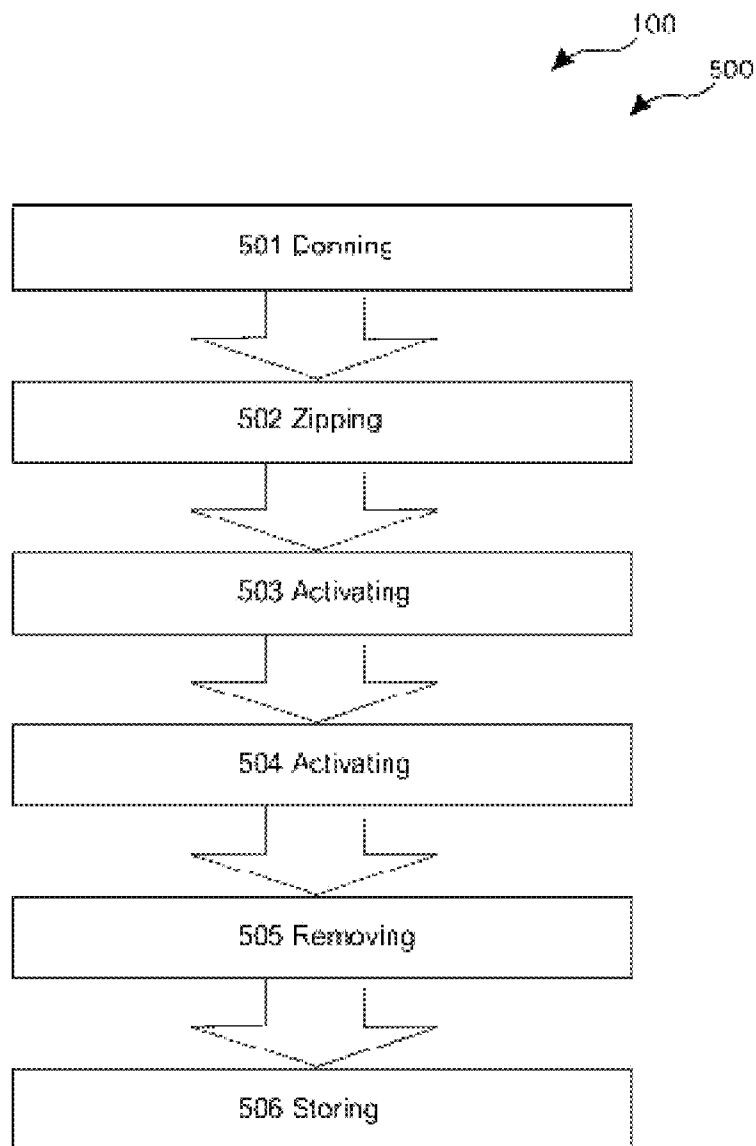 100
500
501 Donning
502 Zipping
503 Activating
504 Activating
505 Removing
506 Storing